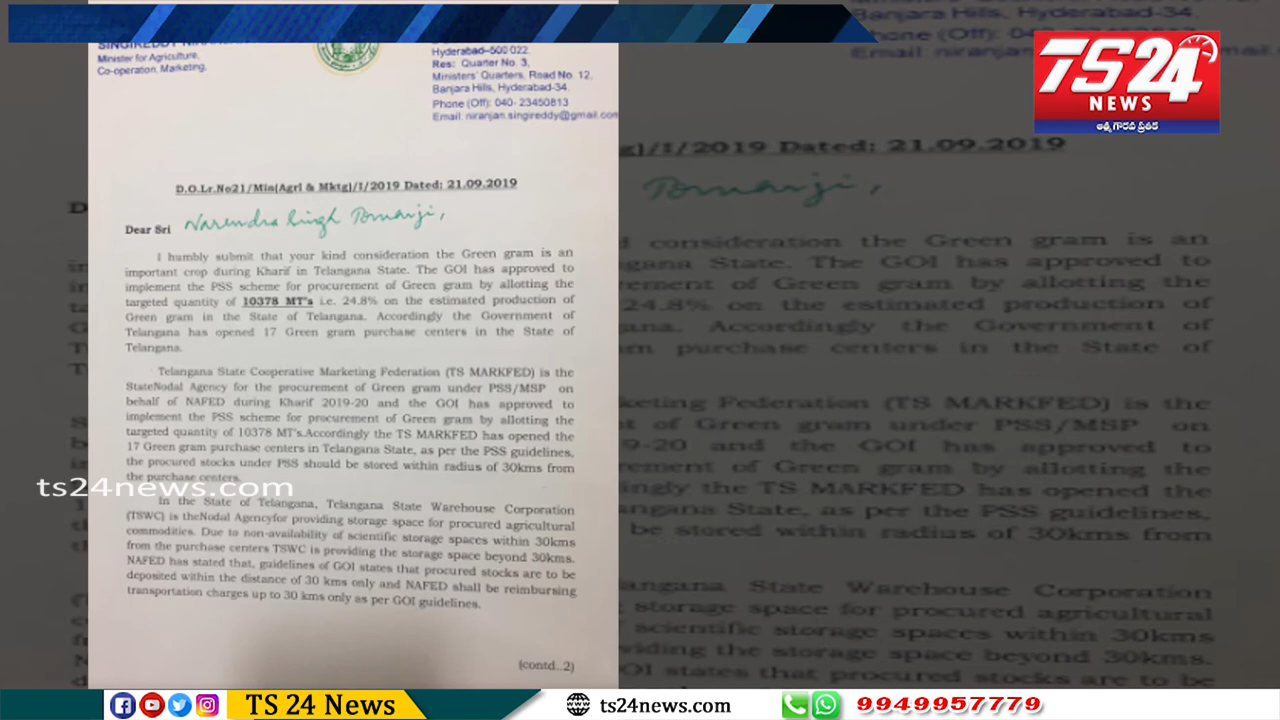 SINGIREDDY
Minister for Agriculture,
Co-operation, Marketing.
Hyderabad-500 022.
Res: Quarter No. 3,
Ministers' Quarters, Road No. 12,
Banjara Hills, Hyderabad-34.
Phone (Off): 040- 23450813
Email: niranjan.singireddy@gmail.com
D.O.Lr.No21/Min(Agrl & Mktg)/I/2019 Dated: 21.09.2019
Dear Sri Narendra Singh Tomarji,
I humbly submit that your kind consideration the Green gram is an
important crop during Kharif in Telangana State. The GOI has approved to
implement the PSS scheme for procurement of Green gram by allotting the
targeted quantity of 10378 MT's i.e. 24.8% on the estimated production of
Green gram in the State of Telangana. Accordingly the Government of
Telangana has opened 17 Green gram purchase centers in the State of
Telangana.
Telangana State Cooperative Marketing Federation (TS MARKFED) is the
StateNodal Agency for the procurement of Green gram under PSS/MSP on
behalf of NAFED during Kharif 2019-20 and the GOI has approved to
implement the PSS scheme for procurement of Green gram by allotting the
targeted quantity of 10378 MT's.Accordingly the TS MARKFED has opened the
17 Green gram purchase centers in Telangana State, as per the PSS guidelines,
the procured stocks under PSS should be stored within radius of 30kms from
the purchase centers.
In the State of Telangana, Telangana State Warehouse Corporation
(TSWC) is theNodal Agencyfor providing storage space for procured agricultural
commodities. Due to non-availability of scientific storage spaces within 30kms
from the purchase centers TSWC is providing the storage space beyond 30kms.
NAFED has stated that, guidelines of GOI states that procured stocks are to be
deposited within the distance of 30 kms only and NAFED shall be reimbursing
transportation charges up to 30 kms only as per GOI guidelines.
(contd..2)
ts24news.com
TS24
NEWS
ఆత్మ గౌరవ ప్రతీక
TS 24 News
ts24news.com
9949957779